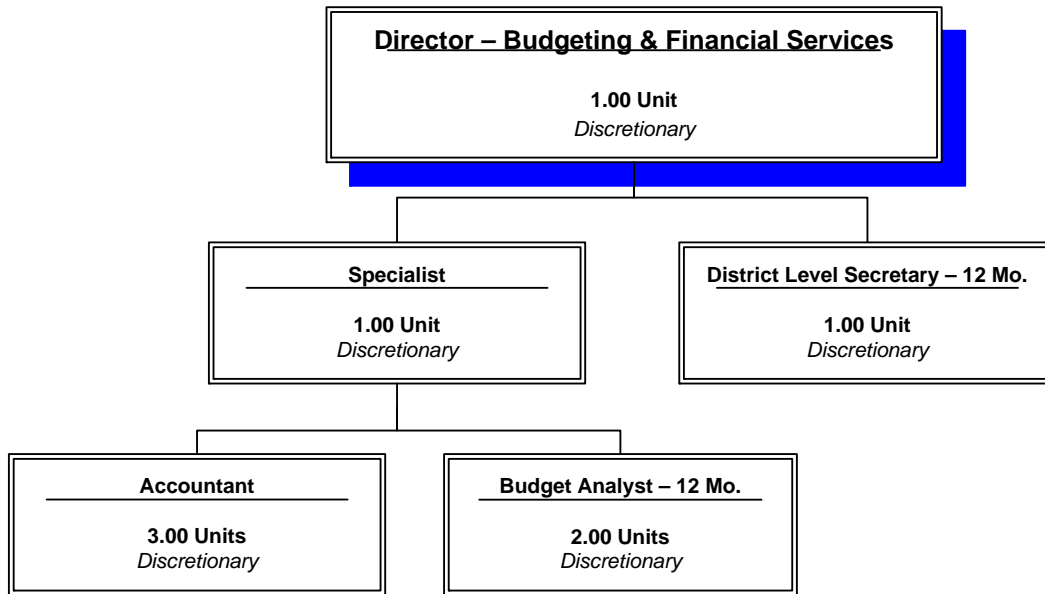 Director – Budgeting & Financial Services
1.00 Unit
Discretionary
Specialist
1.00 Unit
Discretionary
District Level Secretary – 12 Mo.
1.00 Unit
Discretionary
Accountant
3.00 Units
Discretionary
Budget Analyst – 12 Mo.
2.00 Units
Discretionary